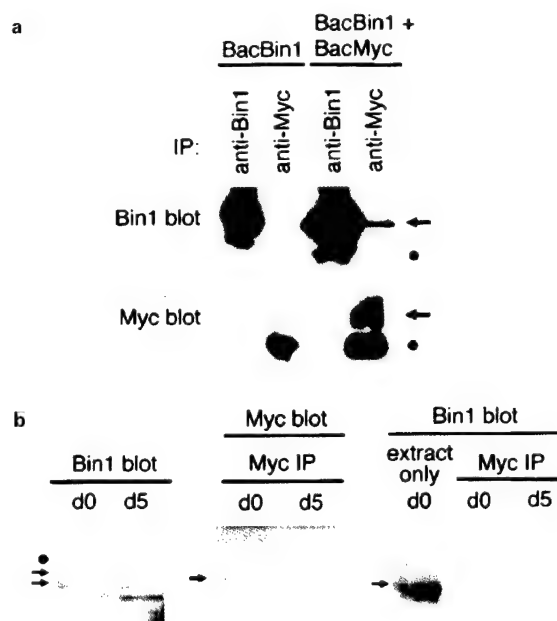 a
BacBin1
BacBin1 +
BacMyc
IP:
anti-Bin1
anti-Myc
anti-Bin1
anti-Myc
Bin1 blot
Myc blot
b
Bin1 blot
d0 d5
Myc blot
Myc IP
d0 d5
Bin1 blot
extract
only
Myc IP
d0 d0 d5